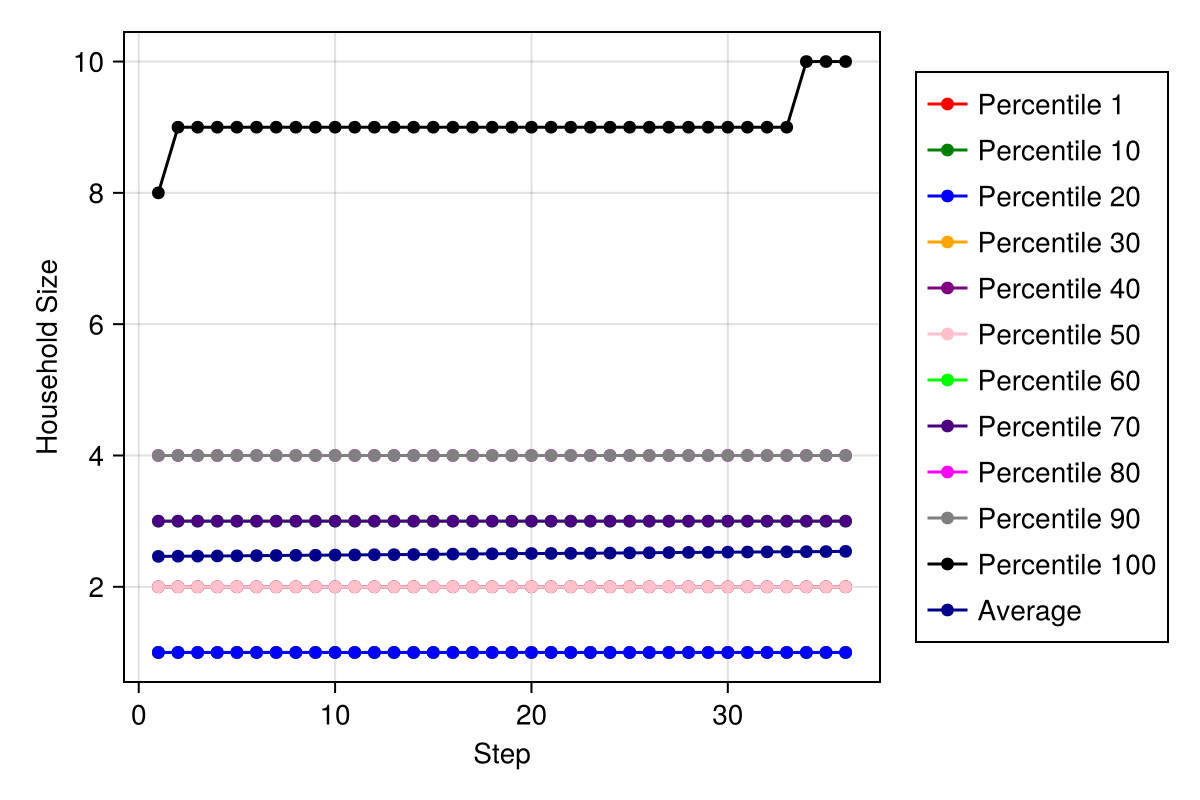 10
8
6
4
2
Household Size
0 10 20 30
Step
Percentile 1
Percentile 10
Percentile 20
Percentile 30
Percentile 40
Percentile 50
Percentile 60
Percentile 70
Percentile 80
Percentile 90
Percentile 100
Average